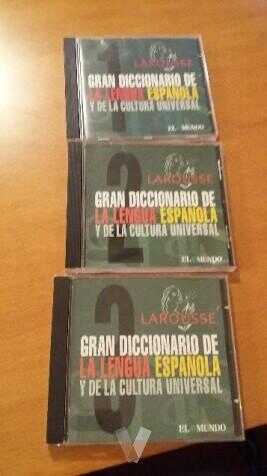 1
LAROUSSE
GRAN DICCIONARIO DE
LA LENGUA ESPAÑOLA
Y DE LA CULTURA UNIVERSAL
EL MUNDO
2
LAROUSSE
GRAN DICCIONARIO DE
LA LENGUA ESPAÑOLA
Y DE LA CULTURA UNIVERSAL
EL MUNDO
3
LAROUSSE
GRAN DICCIONARIO DE
LA LENGUA ESPAÑOLA
Y DE LA CULTURA UNIVERSAL
EL MUNDO